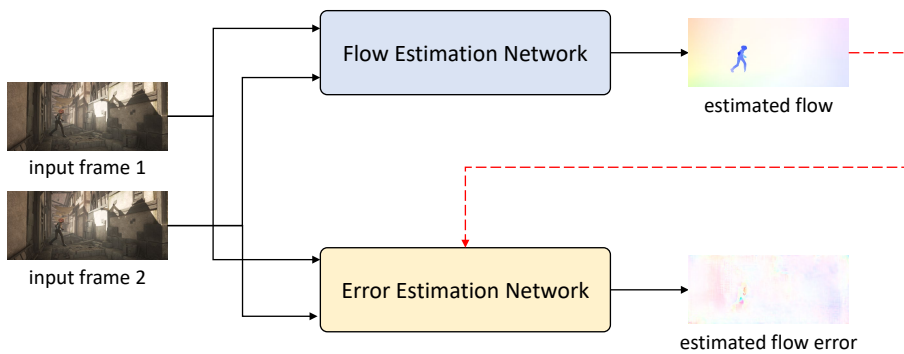 Flow Estimation Network
estimated flow
input frame 1
input frame 2
Error Estimation Network
estimated flow error